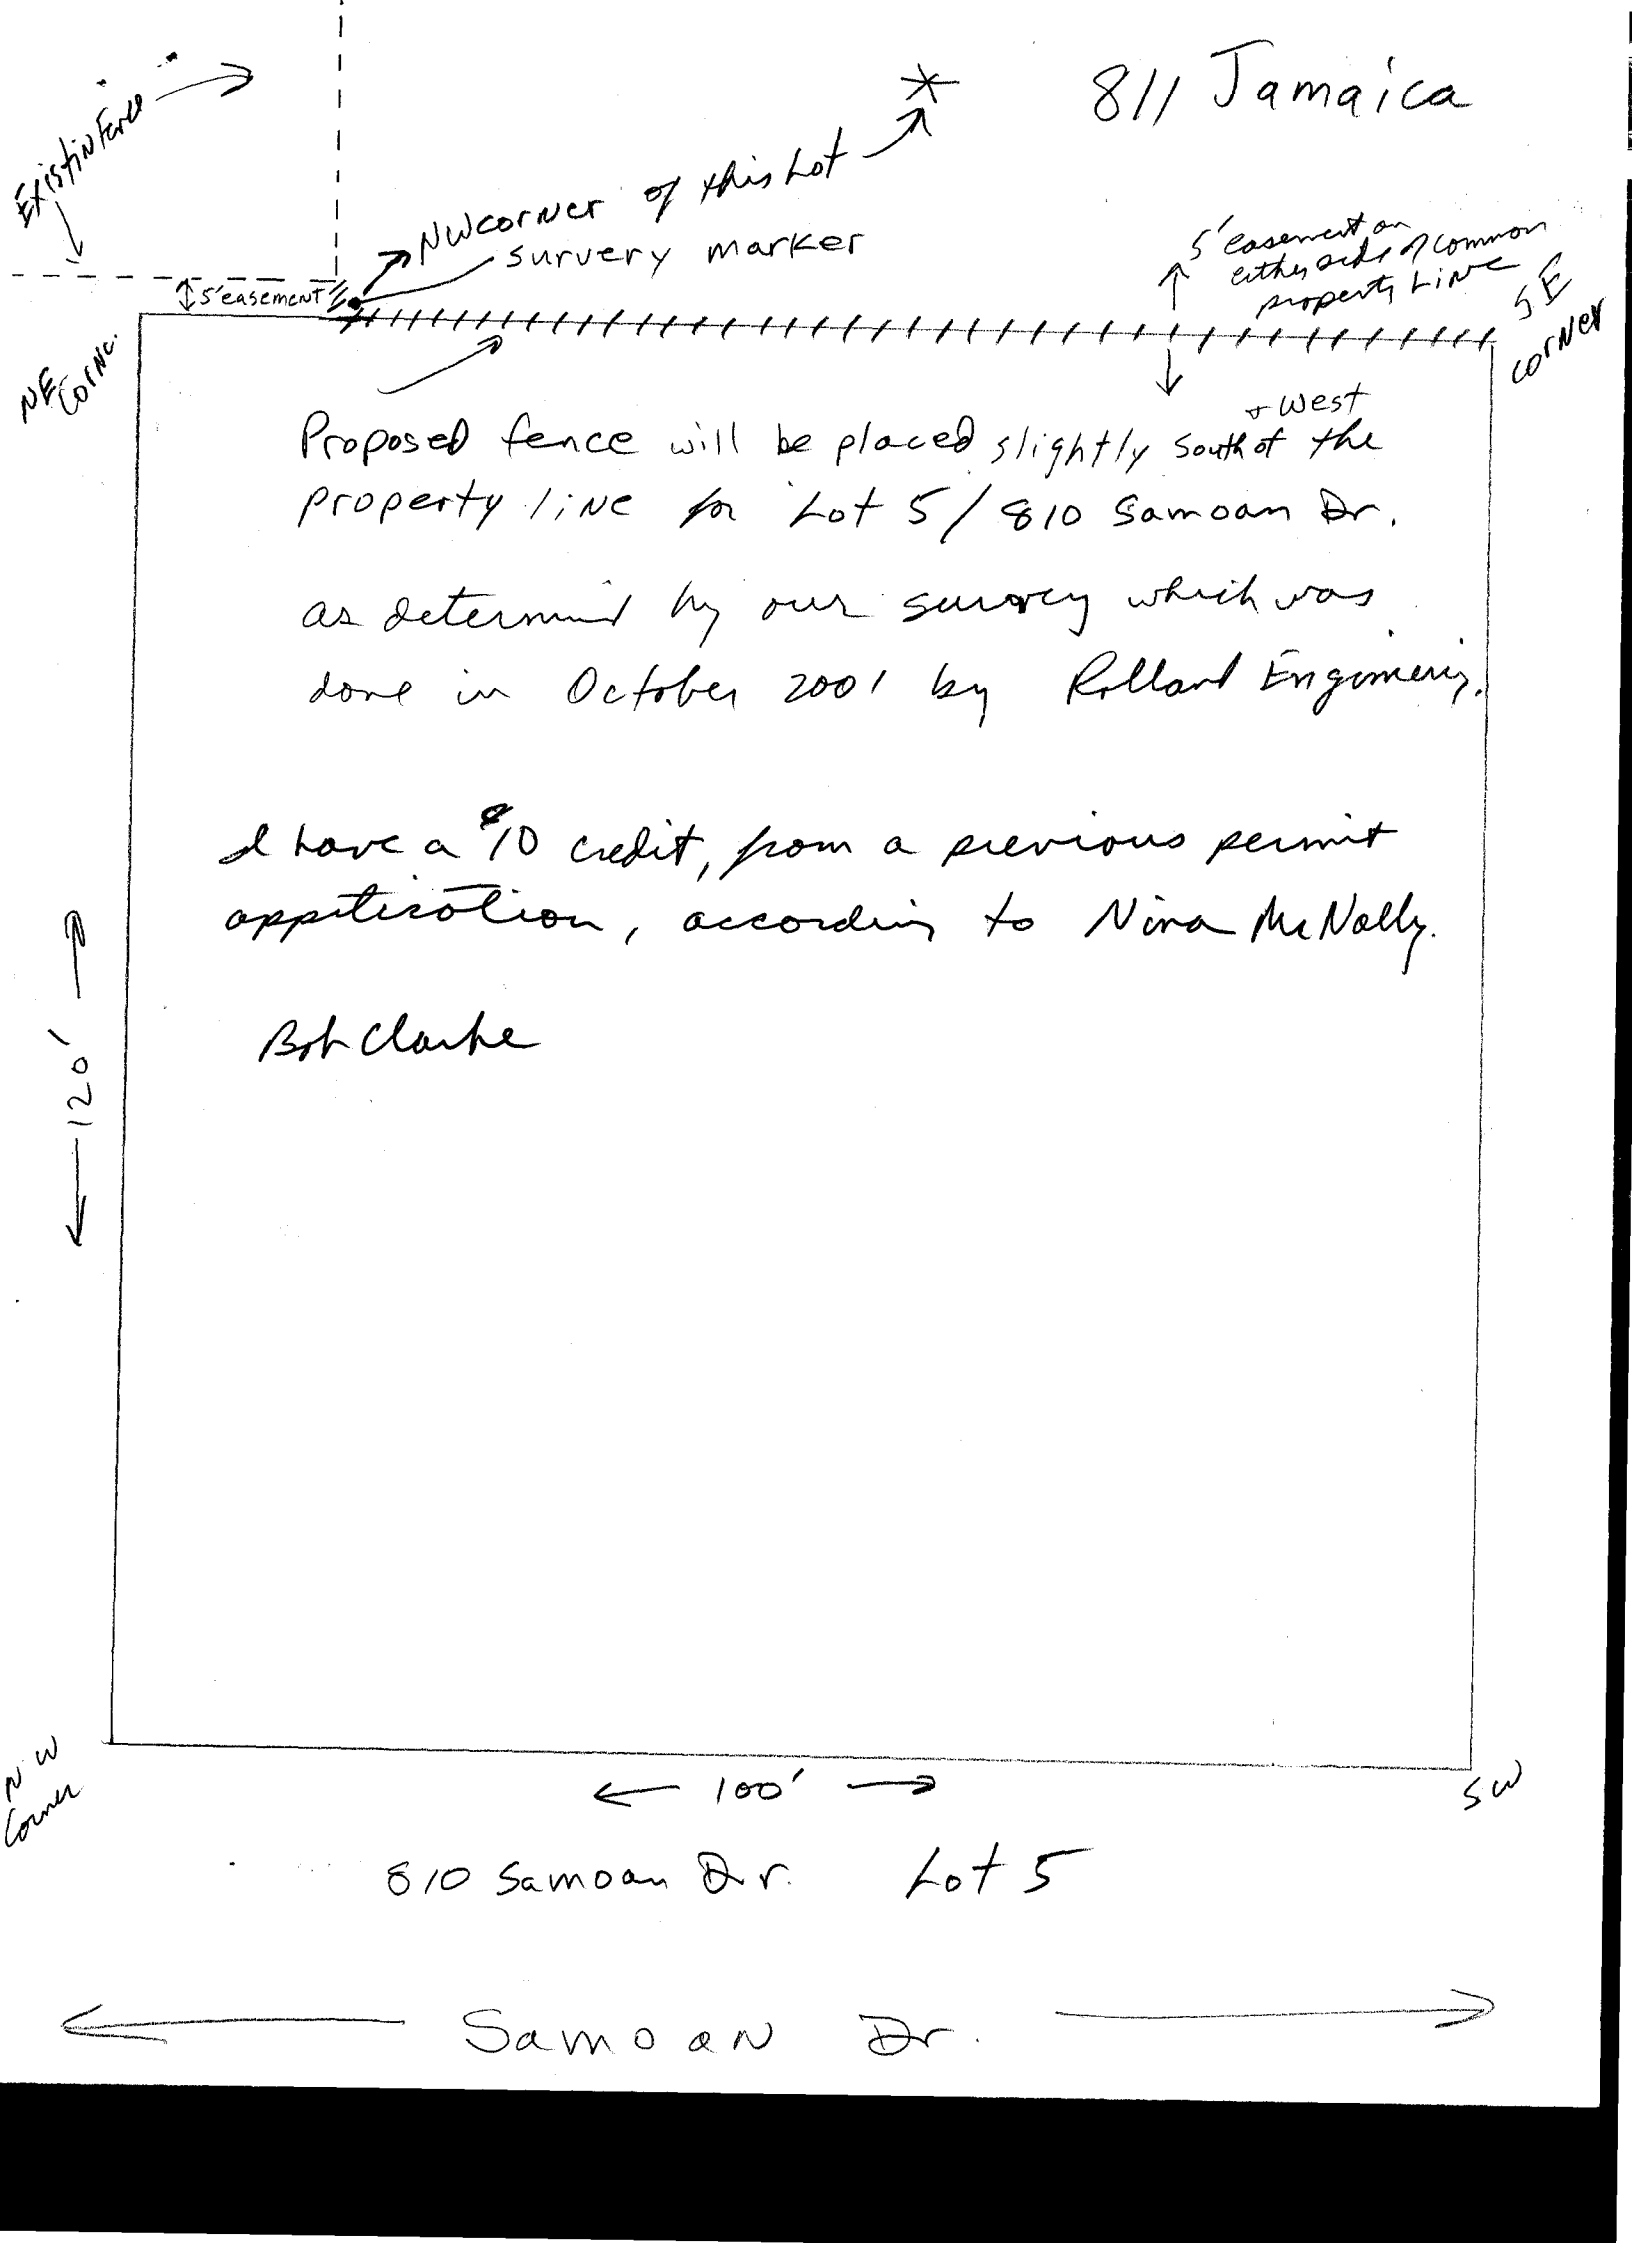 811 Jamaica
Existin Fence
NW corner of this Lot
survery marker
5' easement on
either side of common
property Line
SE
corner
5' easement
NE
Corne.
+ West
Proposed fence will be placed slightly south of the
property line for Lot 5/810 Samoan Dr.
as determined by our survey which was
done in October 2001 by Rolland Engineering.
I have a $10 credit, from a previous permit
application, according to Nina McNally.
Bob Clarke
120'
NW
Corner
100'
SW
810 Samoan Dr. Lot 5
Samoan Dr.